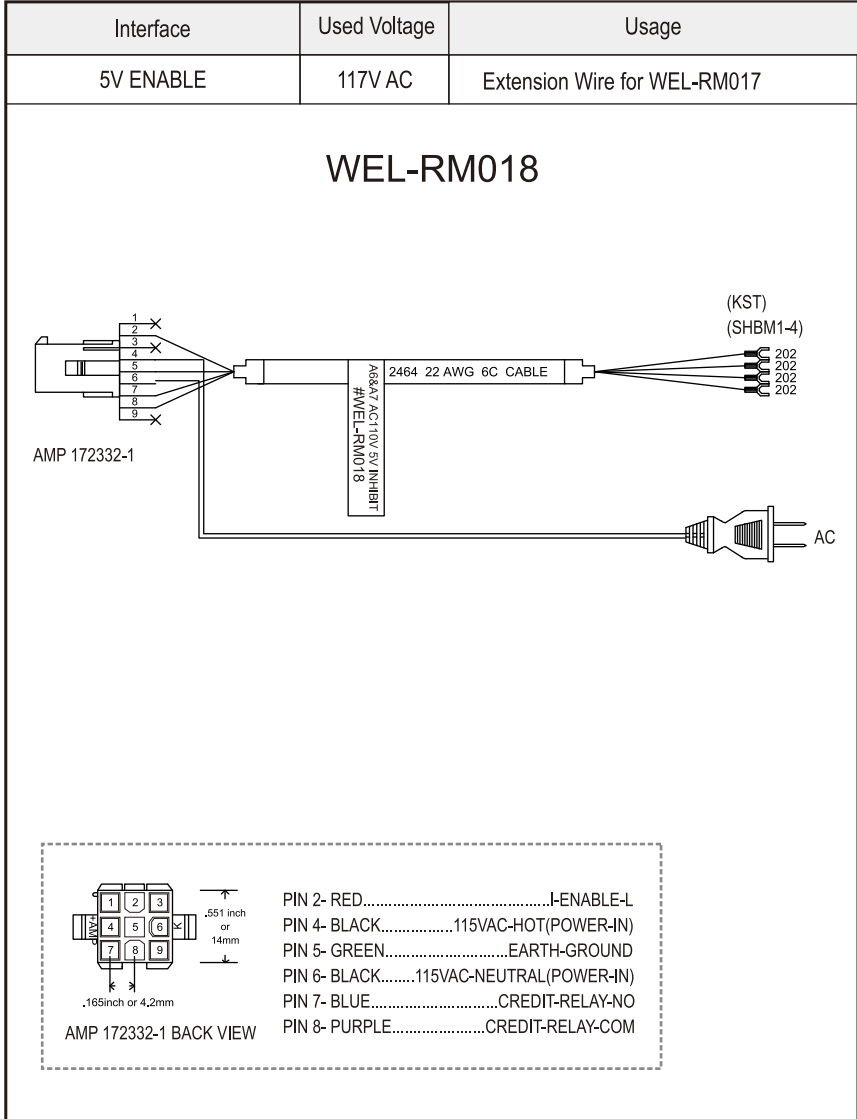 Interface Used Voltage Usage
5V ENABLE 117V AC Extension Wire for WEL-RM017
WEL-RM018
(KST)
(SHBM1-4)
1
2
3
4
5
6
7
8
9
AMP 172332-1
A6&A7 AC110V 5V INHIBIT
#WEL-RM018
2464 22 AWG 6C CABLE
202
202
202
202
AC
1 2 3
4 5 6
7 8 9
+AMP
K
.551 inch
or
14mm
.165inch or 4.2mm
AMP 172332-1 BACK VIEW
PIN 2- RED.......................................I-ENABLE-L
PIN 4- BLACK...............115VAC-HOT(POWER-IN)
PIN 5- GREEN.........................EARTH-GROUND
PIN 6- BLACK........115VAC-NEUTRAL(POWER-IN)
PIN 7- BLUE...........................CREDIT-RELAY-NO
PIN 8- PURPLE......................CREDIT-RELAY-COM